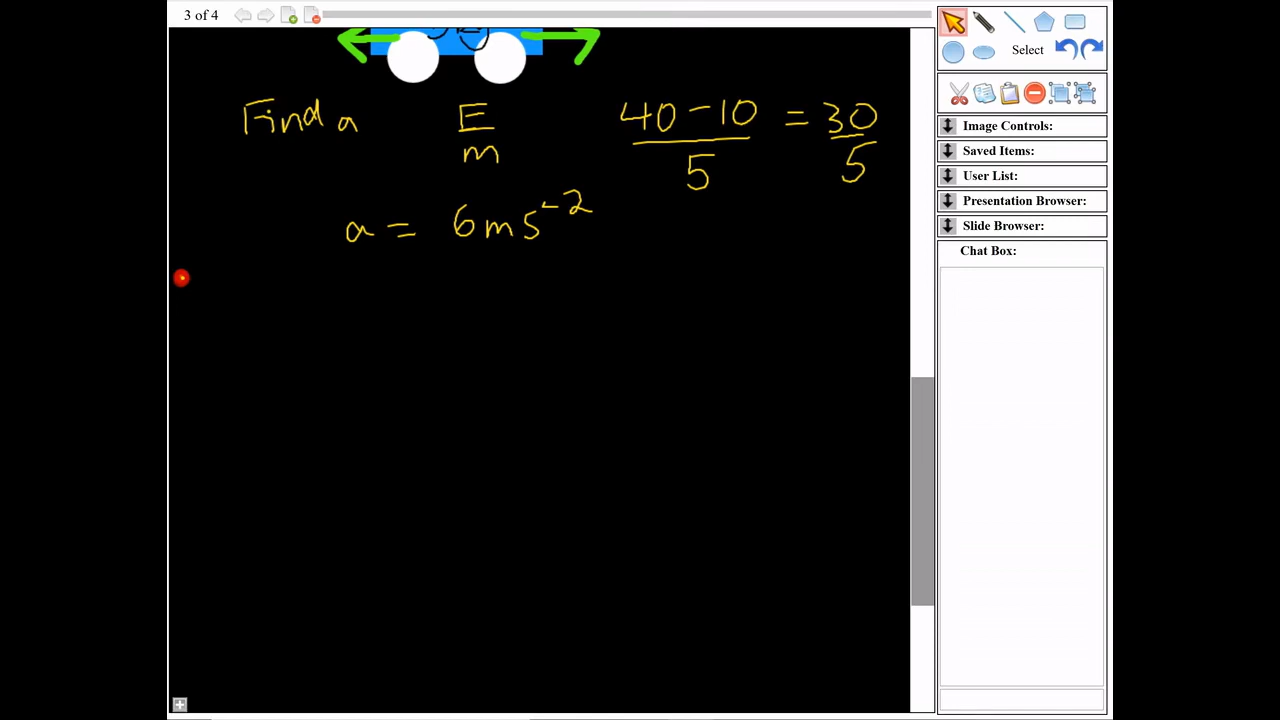 3 of 4
Select
Image Controls:
Saved Items:
User List:
Presentation Browser:
Slide Browser:
Chat Box:
Find a
F
m
40 - 10 = 30
5 5
a = 6ms⁻²